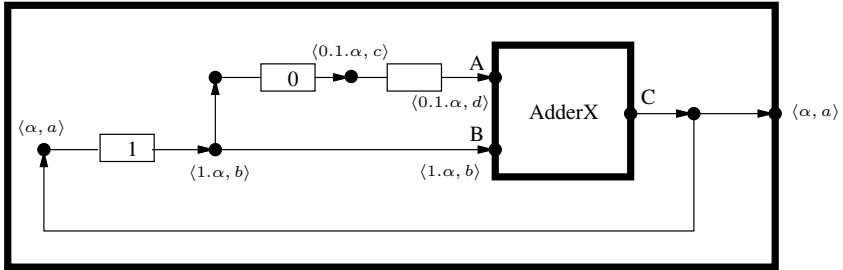 ⟨0.1.α, c⟩
A
0
⟨0.1.α, d⟩
AdderX
C
⟨α, a⟩
⟨α, a⟩
B
1
⟨1.α, b⟩
⟨1.α, b⟩